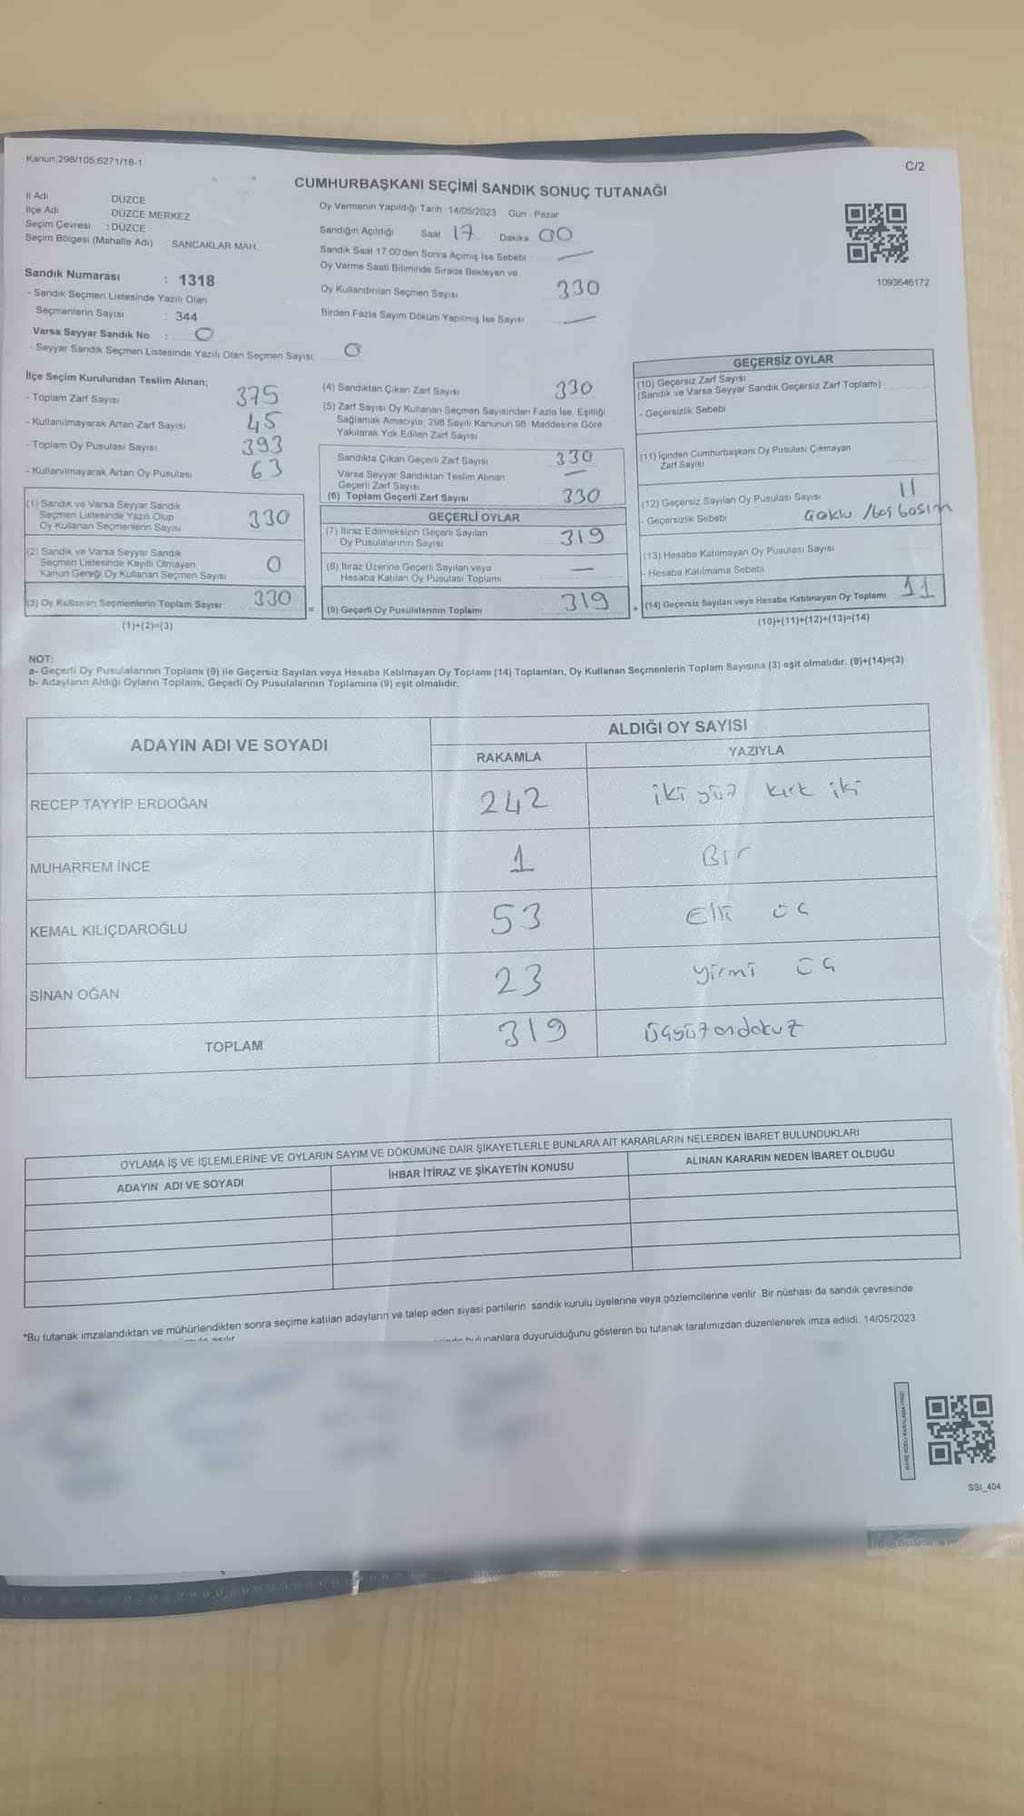 Kanun:298/105,6271/18-1
C/2
CUMHURBAŞKANI SEÇİMİ SANDIK SONUÇ TUTANAĞI
İl Adı DÜZCE
İlçe Adı DÜZCE MERKEZ
Seçim Çevresi : DÜZCE
Seçim Bölgesi (Mahalle Adı) SANCAKLAR MAH.
Sandık Numarası : 1318
- Sandık Seçmen Listesinde Yazılı Olan
Seçmenlerin Sayısı : 344
Varsa Seyyar Sandık No : 0
- Seyyar Sandık Seçmen Listesinde Yazılı Olan Seçmen Sayısı 0
Oy Vermenin Yapıldığı Tarih: 14/05/2023 Gün: Pazar
Sandığın Açıldığı Saat 17 Dakika 00
Sandık Saat 17.00'den Sonra Açılmış İse Sebebi —
Oy Verme Saati Bitiminde Sırada Bekleyen ve
Oy Kullandırılan Seçmen Sayısı 330
Birden Fazla Sayım Döküm Yapılmış İse Sayısı —
1093646172
İlçe Seçim Kurulundan Teslim Alınan;
- Toplam Zarf Sayısı 375
- Kullanılmayarak Artan Zarf Sayısı 45
- Toplam Oy Pusulası Sayısı 393
- Kullanılmayarak Artan Oy Pusulası 63
(1) Sandık ve Varsa Seyyar Sandık
Seçmen Listesinde Yazılı Olup
Oy Kullanan Seçmenlerin Sayısı 330
(2) Sandık ve Varsa Seyyar Sandık
Seçmen Listesinde Kayıtlı Olmayan
Kanun Gereği Oy Kullanan Seçmen Sayısı 0
(3) Oy Kullanan Seçmenlerin Toplam Sayısı 330
(1)+(2)=(3)
(4) Sandıktan Çıkan Zarf Sayısı 330
(5) Zarf Sayısı Oy Kullanan Seçmen Sayısından Fazla İse, Eşitliği
Sağlamak Amacıyla, 298 Sayılı Kanunun 98. Maddesine Göre
Yakılarak Yok Edilen Zarf Sayısı
Sandıkta Çıkan Geçerli Zarf Sayısı 330
Varsa Seyyar Sandıktan Teslim Alınan
Geçerli Zarf Sayısı —
(6) Toplam Geçerli Zarf Sayısı 330
GEÇERLİ OYLAR
(7) İtiraz Edilmeksizin Geçerli Sayılan
Oy Pusulalarının Sayısı 319
(8) İtiraz Üzerine Geçerli Sayılan veya
Hesaba Katılan Oy Pusulası Toplamı —
= (9) Geçerli Oy Pusulalarının Toplamı 319
GEÇERSİZ OYLAR
(10) Geçersiz Zarf Sayısı
(Sandık ve Varsa Seyyar Sandık Geçersiz Zarf Toplamı)
- Geçersizlik Sebebi
(11) İçinden Cumhurbaşkanı Oy Pusulası Çıkmayan
Zarf Sayısı
(12) Geçersiz Sayılan Oy Pusulası Sayısı 11
- Geçersizlik Sebebi Çoklu / boş basım
(13) Hesaba Katılmayan Oy Pusulası Sayısı
- Hesaba Katılmama Sebebi
+ (14) Geçersiz Sayılan veya Hesaba Katılmayan Oy Toplamı 11
(10)+(11)+(12)+(13)=(14)
NOT:
a- Geçerli Oy Pusulalarının Toplamı (9) ile Geçersiz Sayılan veya Hesaba Katılmayan Oy Toplamı (14) Toplamları, Oy Kullanan Seçmenlerin Toplam Sayısına (3) eşit olmalıdır. (9)+(14)=(3)
b- Adayların Aldığı Oyların Toplamı, Geçerli Oy Pusulalarının Toplamına (9) eşit olmalıdır.
ADAYIN ADI VE SOYADI ALDIĞI OY SAYISI
RAKAMLA YAZIYLA
RECEP TAYYİP ERDOĞAN 242 iki yüz kırk iki
MUHARREM İNCE 1 Bir
KEMAL KILIÇDAROĞLU 53 Elli üç
SİNAN OĞAN 23 yirmi üç
TOPLAM 319 üçyüzondokuz
OYLAMA İŞ VE İŞLEMLERİNE VE OYLARIN SAYIM VE DÖKÜMÜNE DAİR ŞİKAYETLERLE BUNLARA AİT KARARLARIN NELERDEN İBARET BULUNDUKLARI
ADAYIN ADI VE SOYADI İHBAR İTİRAZ VE ŞİKAYETİN KONUSU ALINAN KARARIN NEDEN İBARET OLDUĞU
*Bu tutanak imzalandıktan ve mühürlendikten sonra seçime katılan adayların ve talep eden siyasi partilerin sandık kurulu üyelerine veya gözlemcilerine verilir. Bir nüshası da sandık çevresinde
bulunanlara duyurulduğunu gösteren bu tutanak tarafımızdan düzenlenerek imza edildi. 14/05/2023
SSI_404